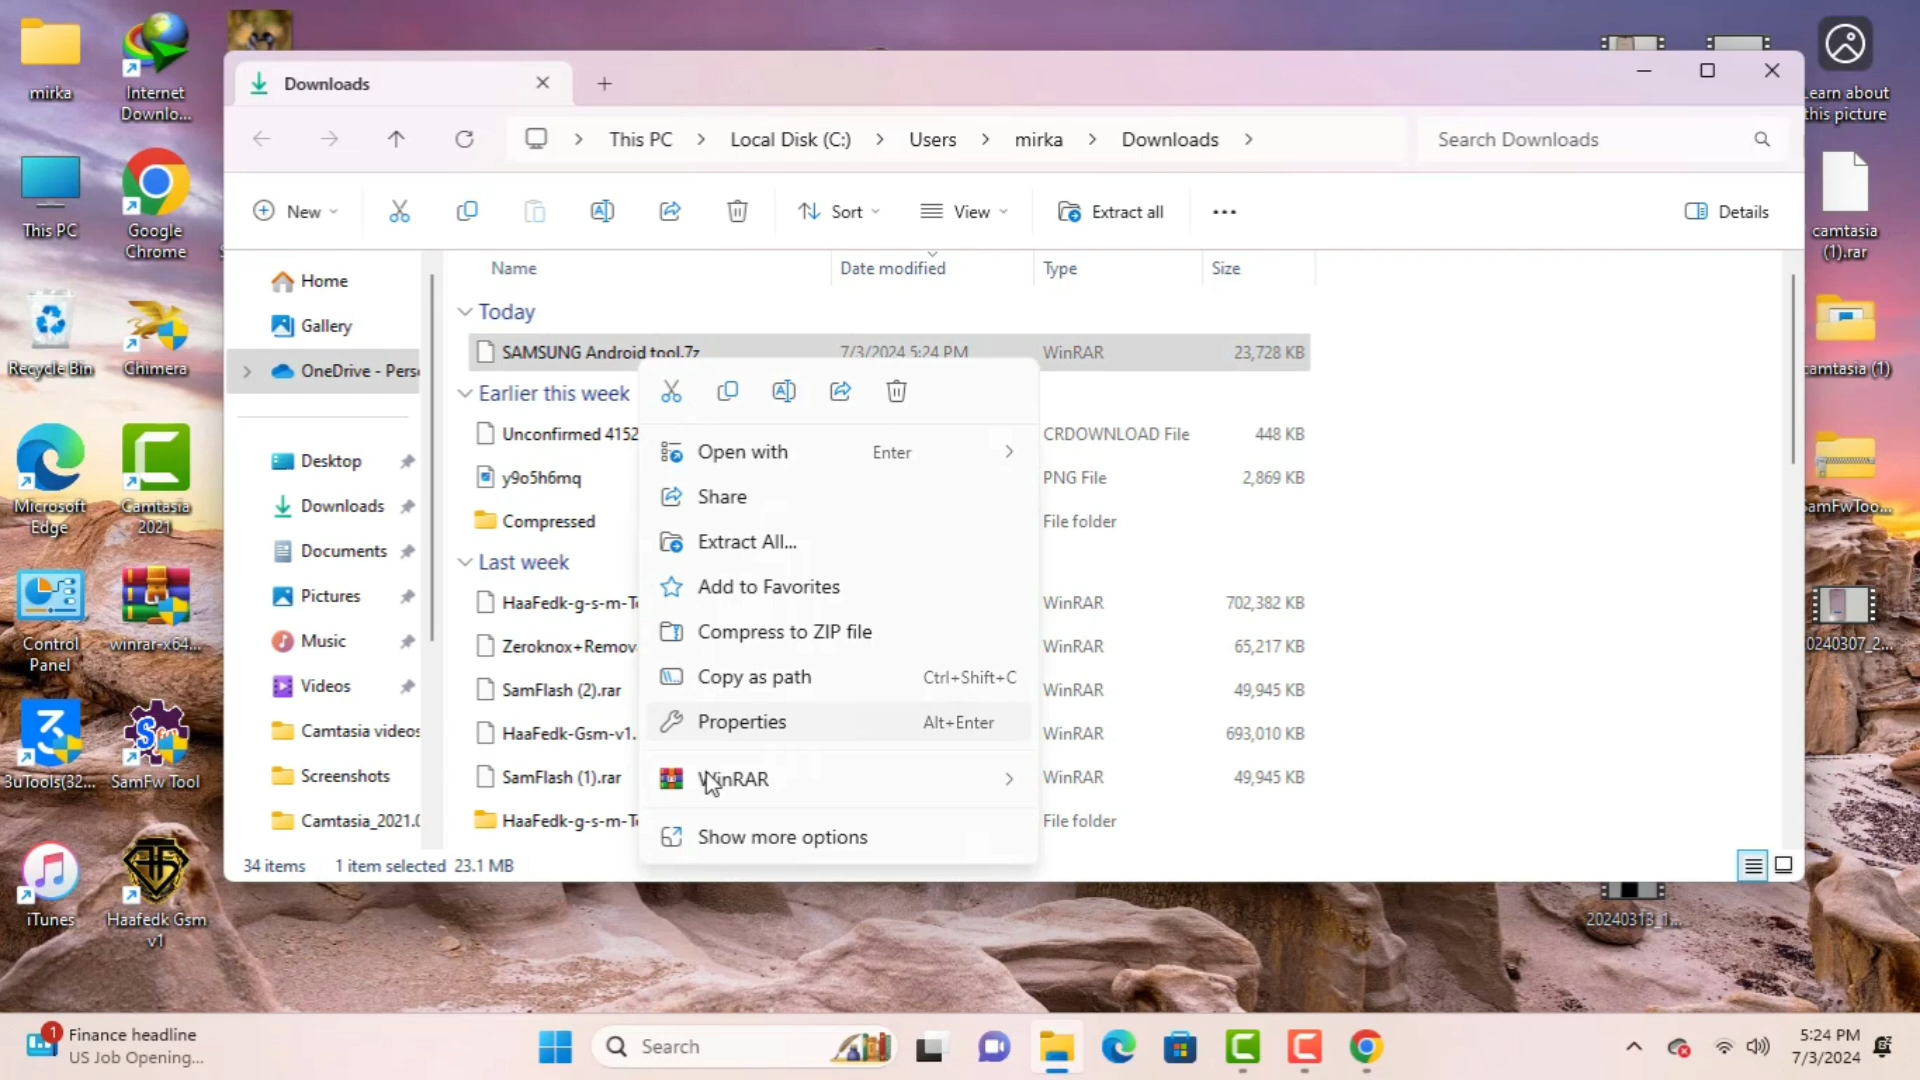 mirka
Internet
Downlo...
This PC
Google
Chrome
Recycle Bin
Chimera
Microsoft
Edge
Camtasia
2021
Control
Panel
winrar-x64...
3uTools(32...
SamFw Tool
iTunes
Haafedk Gsm
v1
Downloads
This PC
Local Disk (C:)
Users
mirka
Downloads
Search Downloads
New
Sort
View
Extract all
Details
Home
Gallery
OneDrive - Pers
Desktop
Downloads
Documents
Pictures
Music
Videos
Camtasia videos
Screenshots
Camtasia_2021.0
Name
Date modified
Type
Size
Today
SAMSUNG Android tool.7z 7/3/2024 5:24 PM WinRAR 23,728 KB
Earlier this week
Unconfirmed 4152 CRDOWNLOAD File 448 KB
y9o5h6mq PNG File 2,869 KB
Compressed File folder
Last week
HaaFedk-g-s-m-T WinRAR 702,382 KB
Zeroknox+Remov WinRAR 65,217 KB
SamFlash (2).rar WinRAR 49,945 KB
HaaFedk-Gsm-v1. WinRAR 693,010 KB
SamFlash (1).rar WinRAR 49,945 KB
HaaFedk-g-s-m-T File folder
Open with Enter
Share
Extract All...
Add to Favorites
Compress to ZIP file
Copy as path Ctrl+Shift+C
Properties Alt+Enter
WinRAR
Show more options
34 items 1 item selected 23.1 MB
Learn about
this picture
camtasia
(1).rar
camtasia (1)
SamFwToo...
20240307_2...
20240313_1...
1
Finance headline
US Job Opening...
Search
5:24 PM
7/3/2024